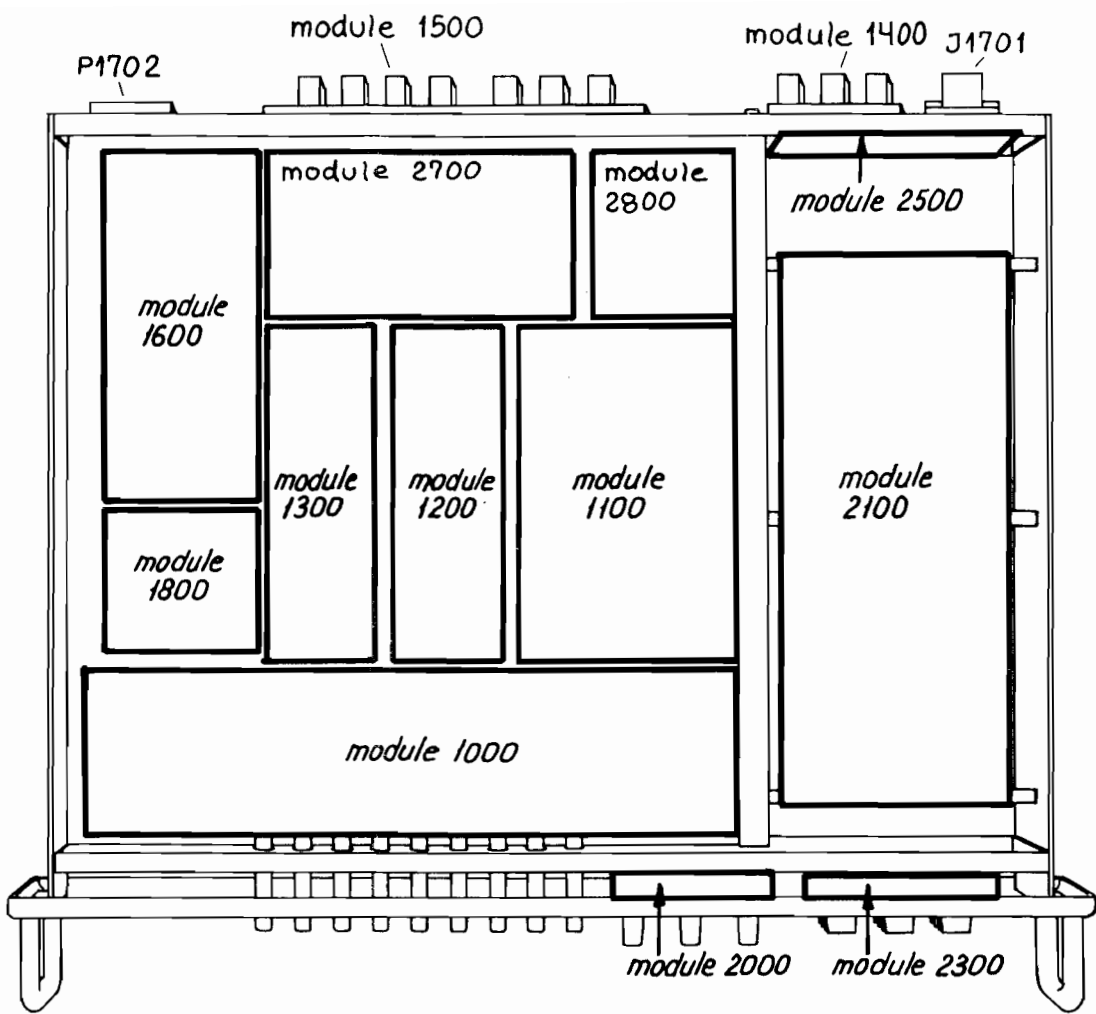 module 1500
module 1400
J1701
P1702
module 2700
module
2800
module 2500
module
1600
module
1300
module
1200
module
1100
module
2100
module
1800
module 1000
module 2000
module 2300